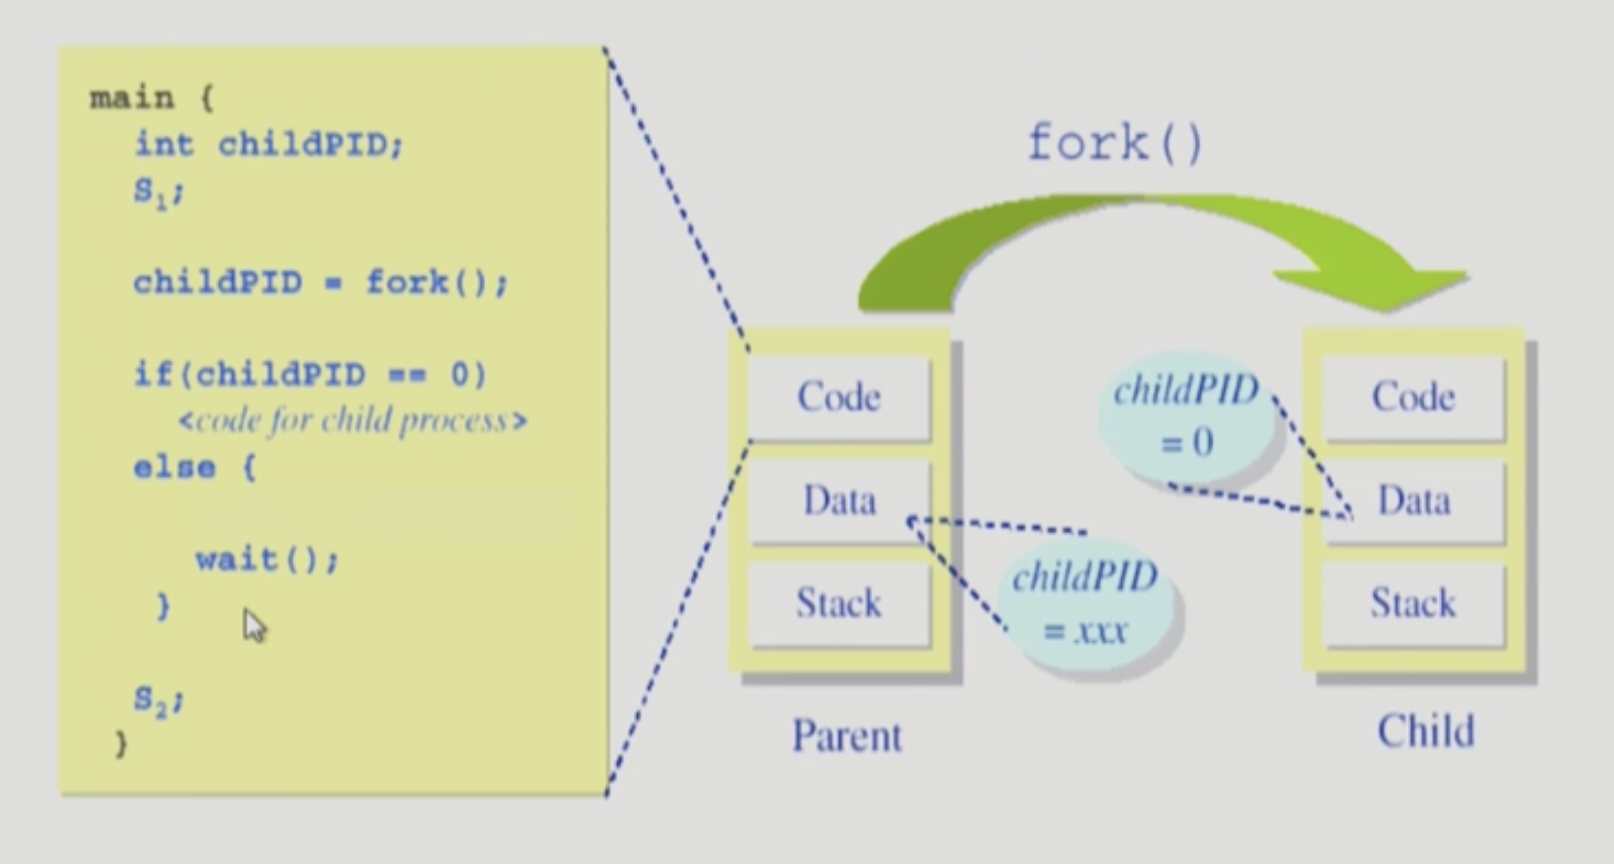 main {
int childPID;
S₁;
childPID = fork();
if(childPID == 0)
<code for child process>
else {
wait();
}
S₂;
}
fork()
Code
Data
Stack
Parent
childPID
= xxx
childPID
= 0
Code
Data
Stack
Child